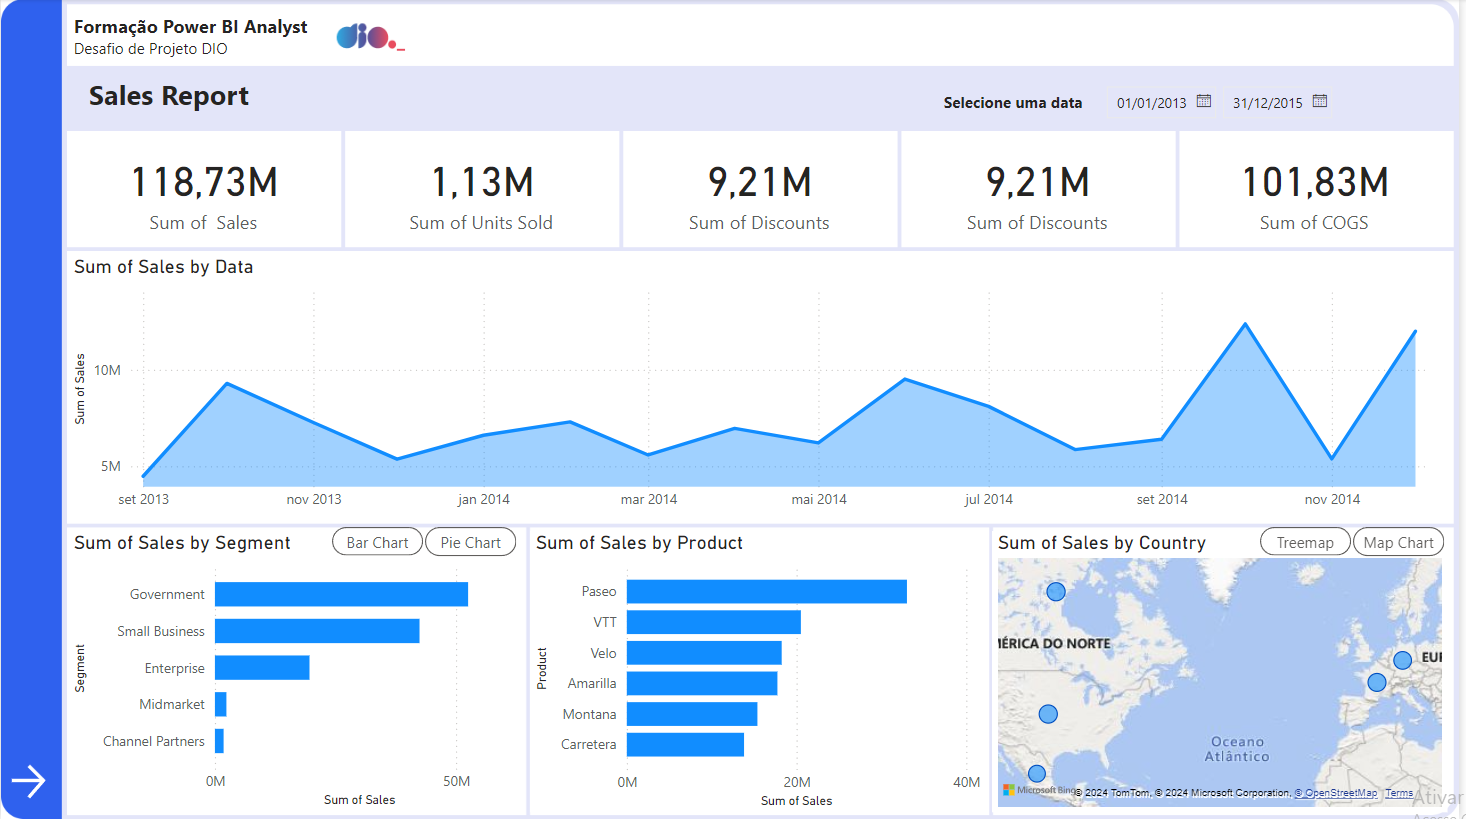 Formação Power BI Analyst
Desafio de Projeto DIO
dio._
Sales Report
Selecione uma data
01/01/2013
31/12/2015
118,73M
Sum of  Sales
1,13M
Sum of Units Sold
9,21M
Sum of Discounts
9,21M
Sum of Discounts
101,83M
Sum of COGS
Sum of Sales by Data
Sum of Sales
10M
5M
set 2013
nov 2013
jan 2014
mar 2014
mai 2014
jul 2014
set 2014
nov 2014
Sum of Sales by Segment
Bar Chart
Pie Chart
Segment
Government
Small Business
Enterprise
Midmarket
Channel Partners
0M
50M
Sum of Sales
Sum of Sales by Product
Product
Paseo
VTT
Velo
Amarilla
Montana
Carretera
0M
20M
40M
Sum of Sales
Sum of Sales by Country
Treemap
Map Chart
MÉRICA DO NORTE
EUR
Oceano
Atlântico
Microsoft Bing
© 2024 TomTom, © 2024 Microsoft Corporation, © OpenStreetMap Terms
Ativar